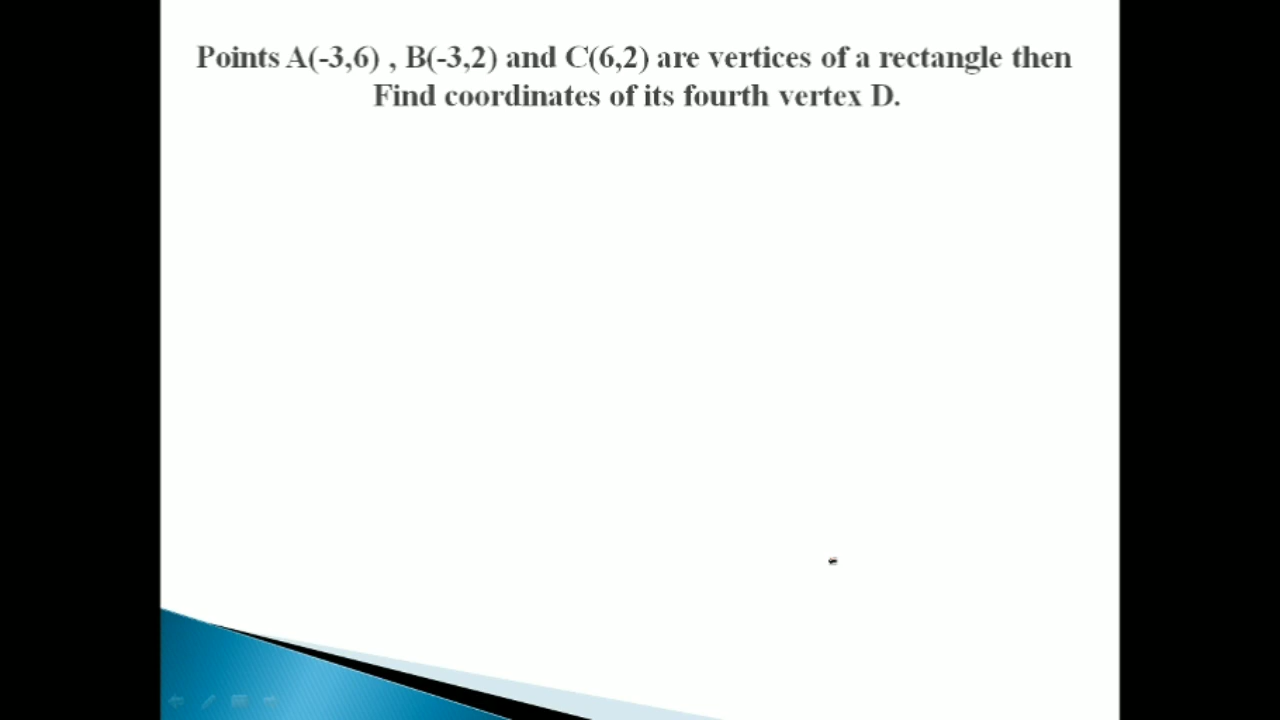 Points A(-3,6) , B(-3,2) and C(6,2) are vertices of a rectangle then
Find coordinates of its fourth vertex D.